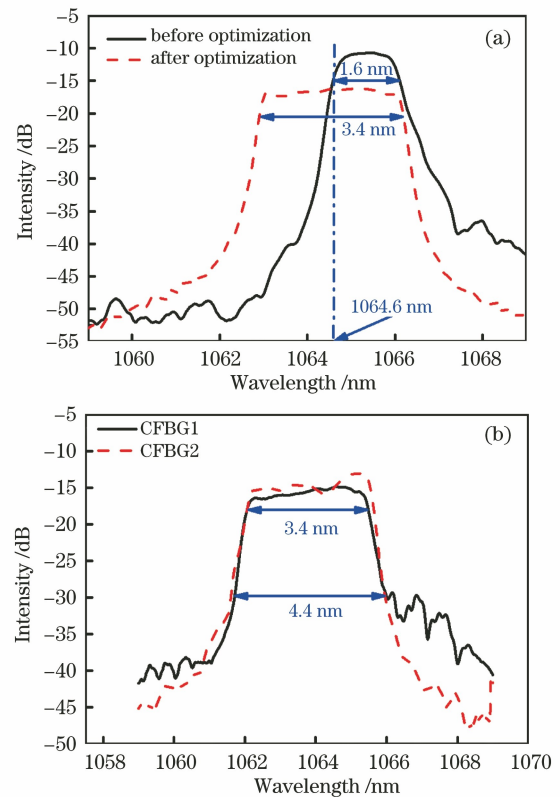 (a)
before optimization
after optimization
1.6 nm
3.4 nm
1064.6 nm
Intensity /dB
−5
−10
−15
−20
−25
−30
−35
−40
−45
−50
−55
1060 1062 1064 1066 1068
Wavelength /nm
(b)
CFBG1
CFBG2
3.4 nm
4.4 nm
Intensity /dB
−5
−10
−15
−20
−25
−30
−40
−45
−50
1058 1060 1062 1064 1066 1068 1070
Wavelength /nm